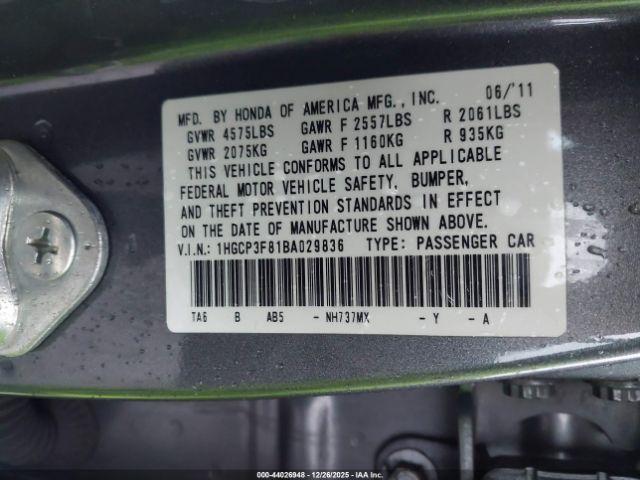 MFD. BY HONDA OF AMERICA MFG., INC. 06/'11
GVWR 4575LBS GAWR F 2557LBS R 2061LBS
GVWR 2075KG GAWR F 1160KG R 935KG
THIS VEHICLE CONFORMS TO ALL APPLICABLE
FEDERAL MOTOR VEHICLE SAFETY, BUMPER,
AND THEFT PREVENTION STANDARDS IN EFFECT
ON THE DATE OF MANUFACTURE SHOWN ABOVE.
V.I.N.: 1HGCP3F81BA029836 TYPE: PASSENGER CAR
TA6 B AB5 - NH737MX - Y - A
000-44026948 - 12/26/2025 - IAAI.com